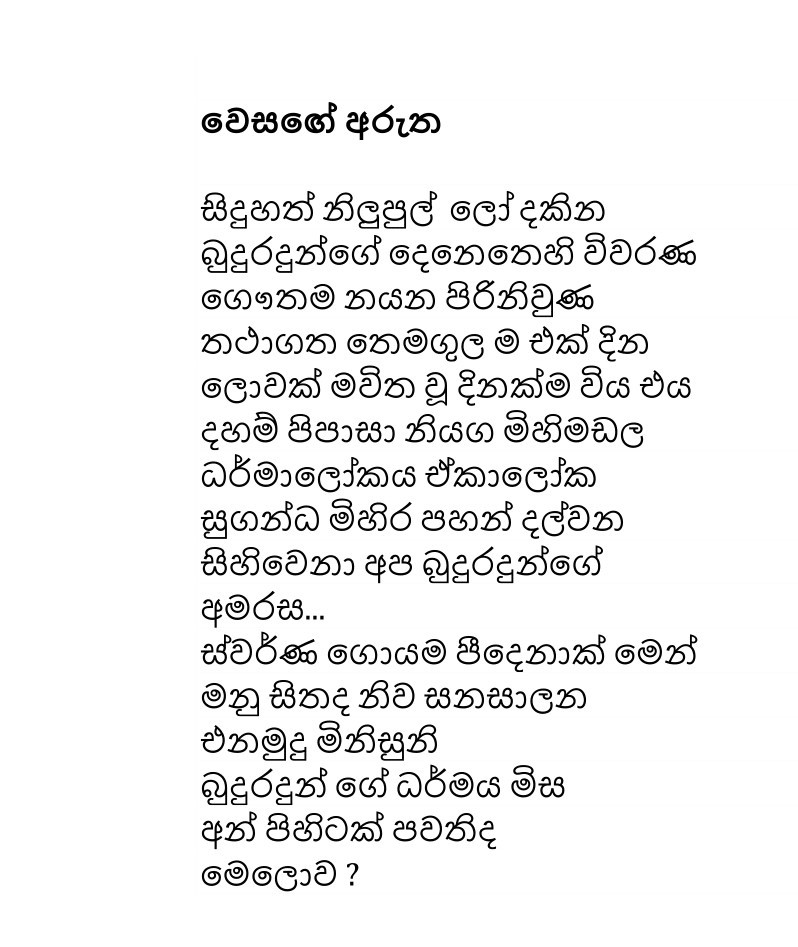 වෙසඟේ අරුත
සිදුහත් නිලුපුල් ලෝ දකින
බුදුරදුන්ගේ දෙනෙතෙහි විවරණ
ගෞතම නයන පිරිනිවුණ
තථාගත තෙමගුල ම එක් දින
ලොවක් මවිත වූ දිනක්ම විය එය
දහම් පිපාසා නියග මිහිමඩල
ධර්මාලෝකය ඒකාලෝක
සුගන්ධ මිහිර පහන් දල්වන
සිහිවෙනා අප බුදුරදුන්ගේ
අමරස...
ස්වර්ණ ගොයම පීදෙනාක් මෙන්
මනු සිතද නිව සනසාලන
එනමුදු මිනිසුනි
බුදුරදුන් ගේ ධර්මය මිස
අන් පිහිටක් පවතිද
මෙලොව ?